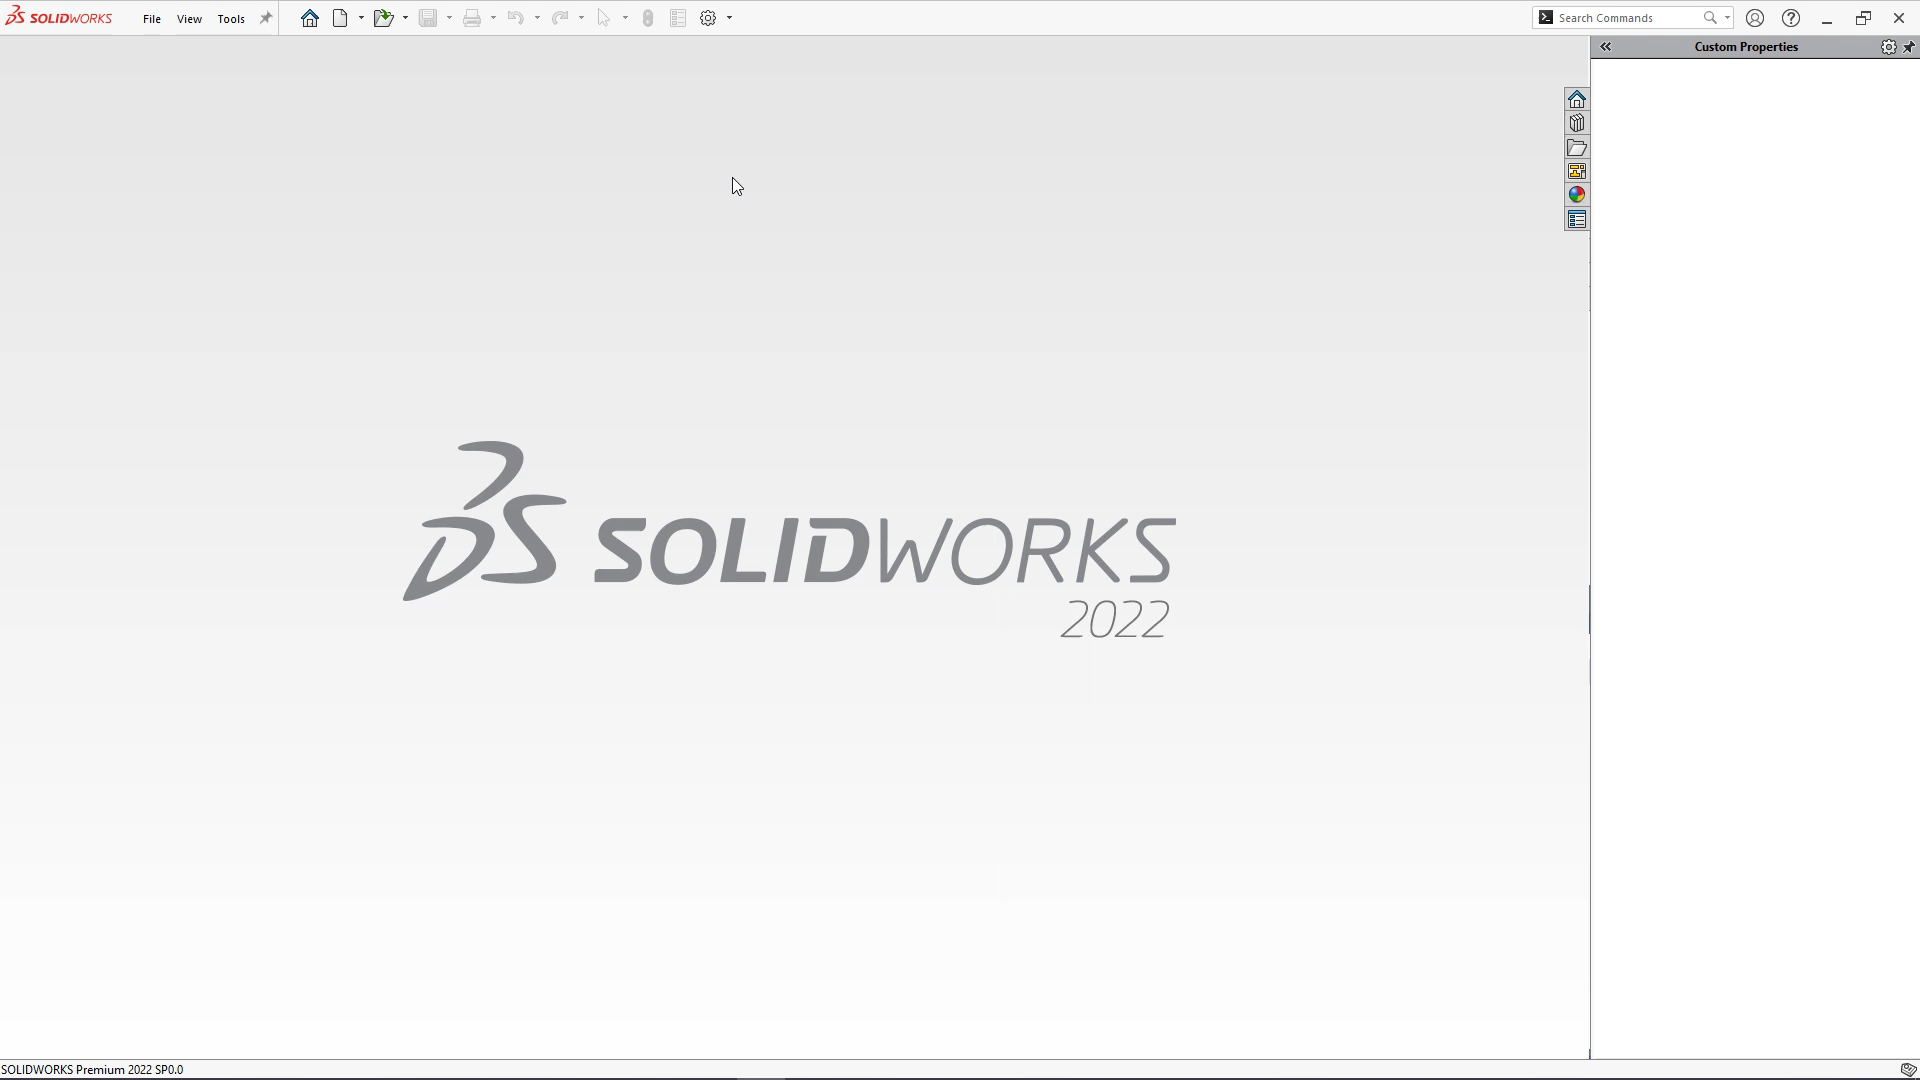 SOLIDWORKS File View Tools Search Commands
Custom Properties
SOLIDWORKS
2022
SOLIDWORKS Premium 2022 SP0.0